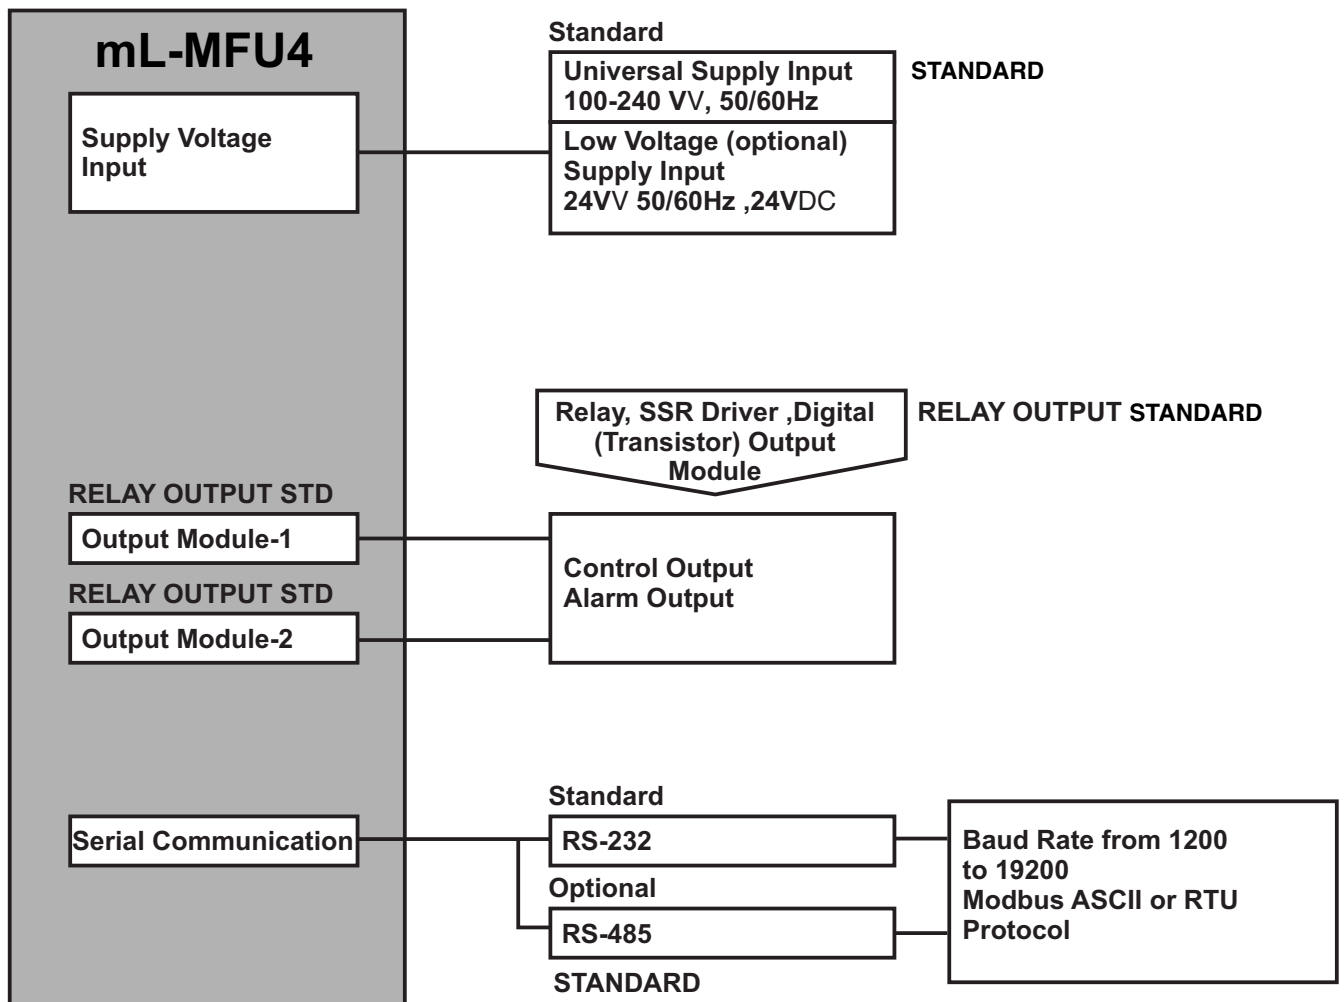 mL-MFU4
Standard
Universal Supply Input
100-240 VV, 50/60Hz
STANDARD
Supply Voltage
Input
Low Voltage (optional)
Supply Input
24VV 50/60Hz ,24VDC
Relay, SSR Driver ,Digital
(Transistor) Output
Module
RELAY OUTPUT STANDARD
RELAY OUTPUT STD
Output Module-1
RELAY OUTPUT STD
Output Module-2
Control Output
Alarm Output
Serial Communication
Standard
RS-232
Optional
RS-485
STANDARD
Baud Rate from 1200
to 19200
Modbus ASCII or RTU
Protocol